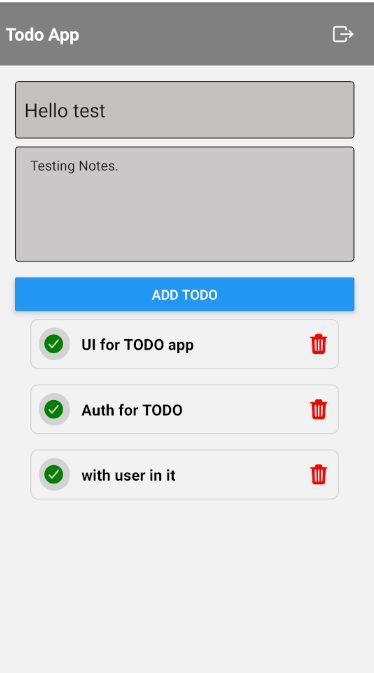 Todo App
Hello test
Testing Notes.
ADD TODO
UI for TODO app
Auth for TODO
with user in it